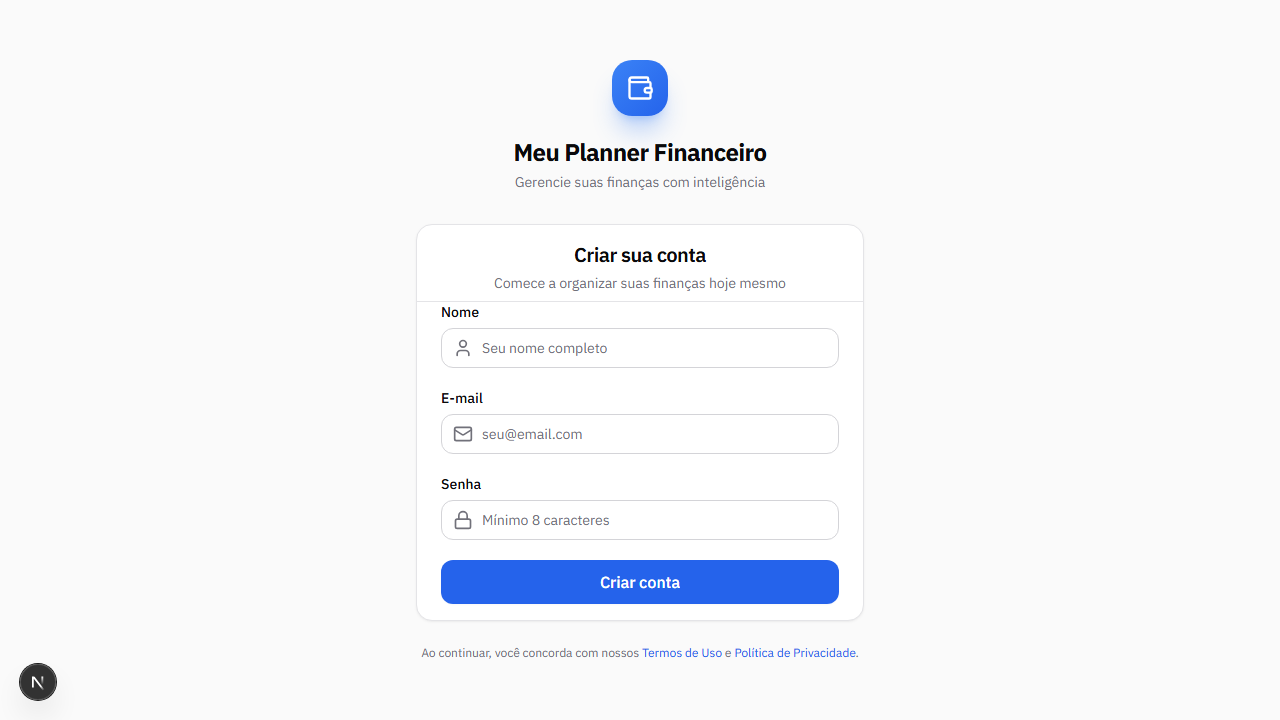 Meu Planner Financeiro
Gerencie suas finanças com inteligência
Criar sua conta
Comece a organizar suas finanças hoje mesmo
Nome
Seu nome completo
E-mail
seu@email.com
Senha
Mínimo 8 caracteres
Criar conta
Ao continuar, você concorda com nossos Termos de Uso e Política de Privacidade.
N